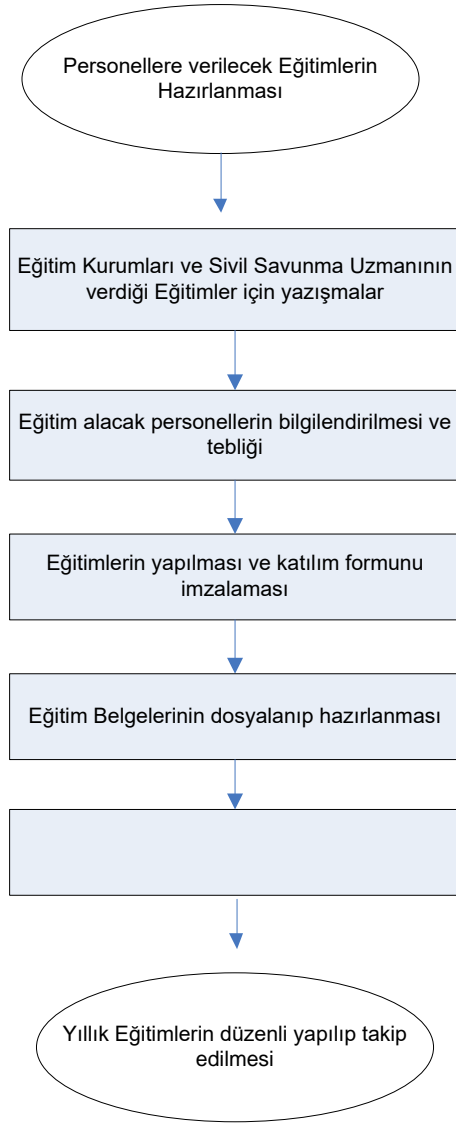 Personellere verilecek Eğitimlerin
Hazırlanması
Eğitim Kurumları ve Sivil Savunma Uzmanının
verdiği Eğitimler için yazışmalar
Eğitim alacak personellerin bilgilendirilmesi ve
tebliği
Eğitimlerin yapılması ve katılım formunu
imzalaması
Eğitim Belgelerinin dosyalanıp hazırlanması
Yıllık Eğitimlerin düzenli yapılıp takip
edilmesi